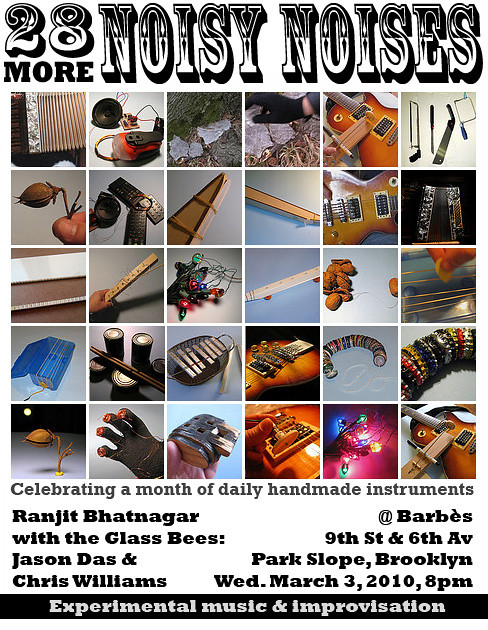 28 NOISY NOISES
MORE
Celebrating a month of daily handmade instruments
Ranjit Bhatnagar
with the Glass Bees:
Jason Das &
Chris Williams
@ Barbès
9th St & 6th Av
Park Slope, Brooklyn
Wed. March 3, 2010, 8pm
Experimental music & improvisation